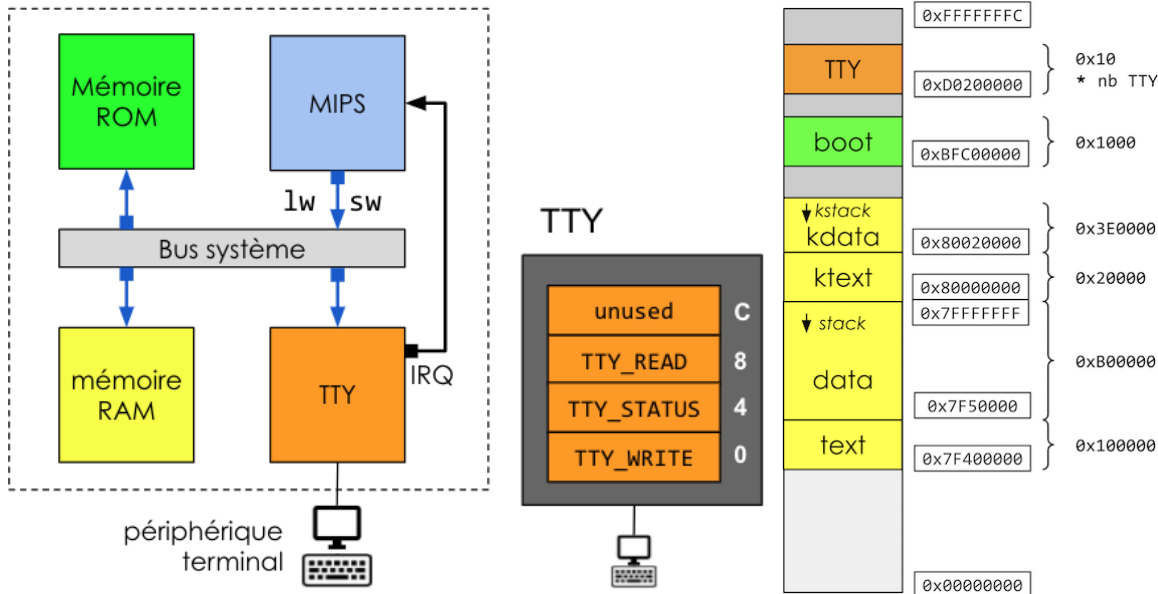 Mémoire
ROM
MIPS
lw sw
Bus système
mémoire
RAM
TTY
IRQ
périphérique
terminal
TTY
unused C
TTY_READ 8
TTY_STATUS 4
TTY_WRITE 0
0xFFFFFFFC
TTY
0xD0200000
0x10
* nb TTY
boot
0xBFC00000
0x1000
kstack
kdata
0x80020000
0x3E0000
ktext
0x80000000
0x20000
0x7FFFFFFF
stack
data
0x7F50000
0xB00000
text
0x7F400000
0x100000
0x00000000